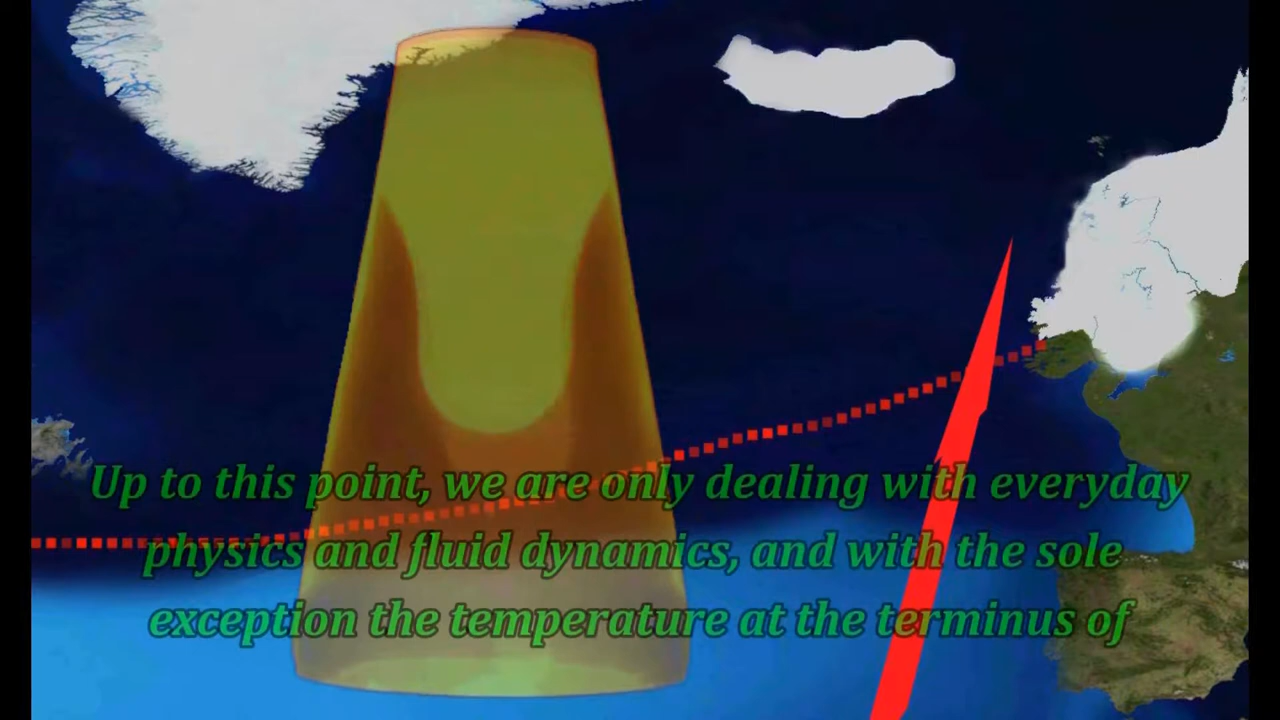 Up to this point, we are only dealing with everyday
physics and fluid dynamics, and with the sole
exception the temperature at the terminus of